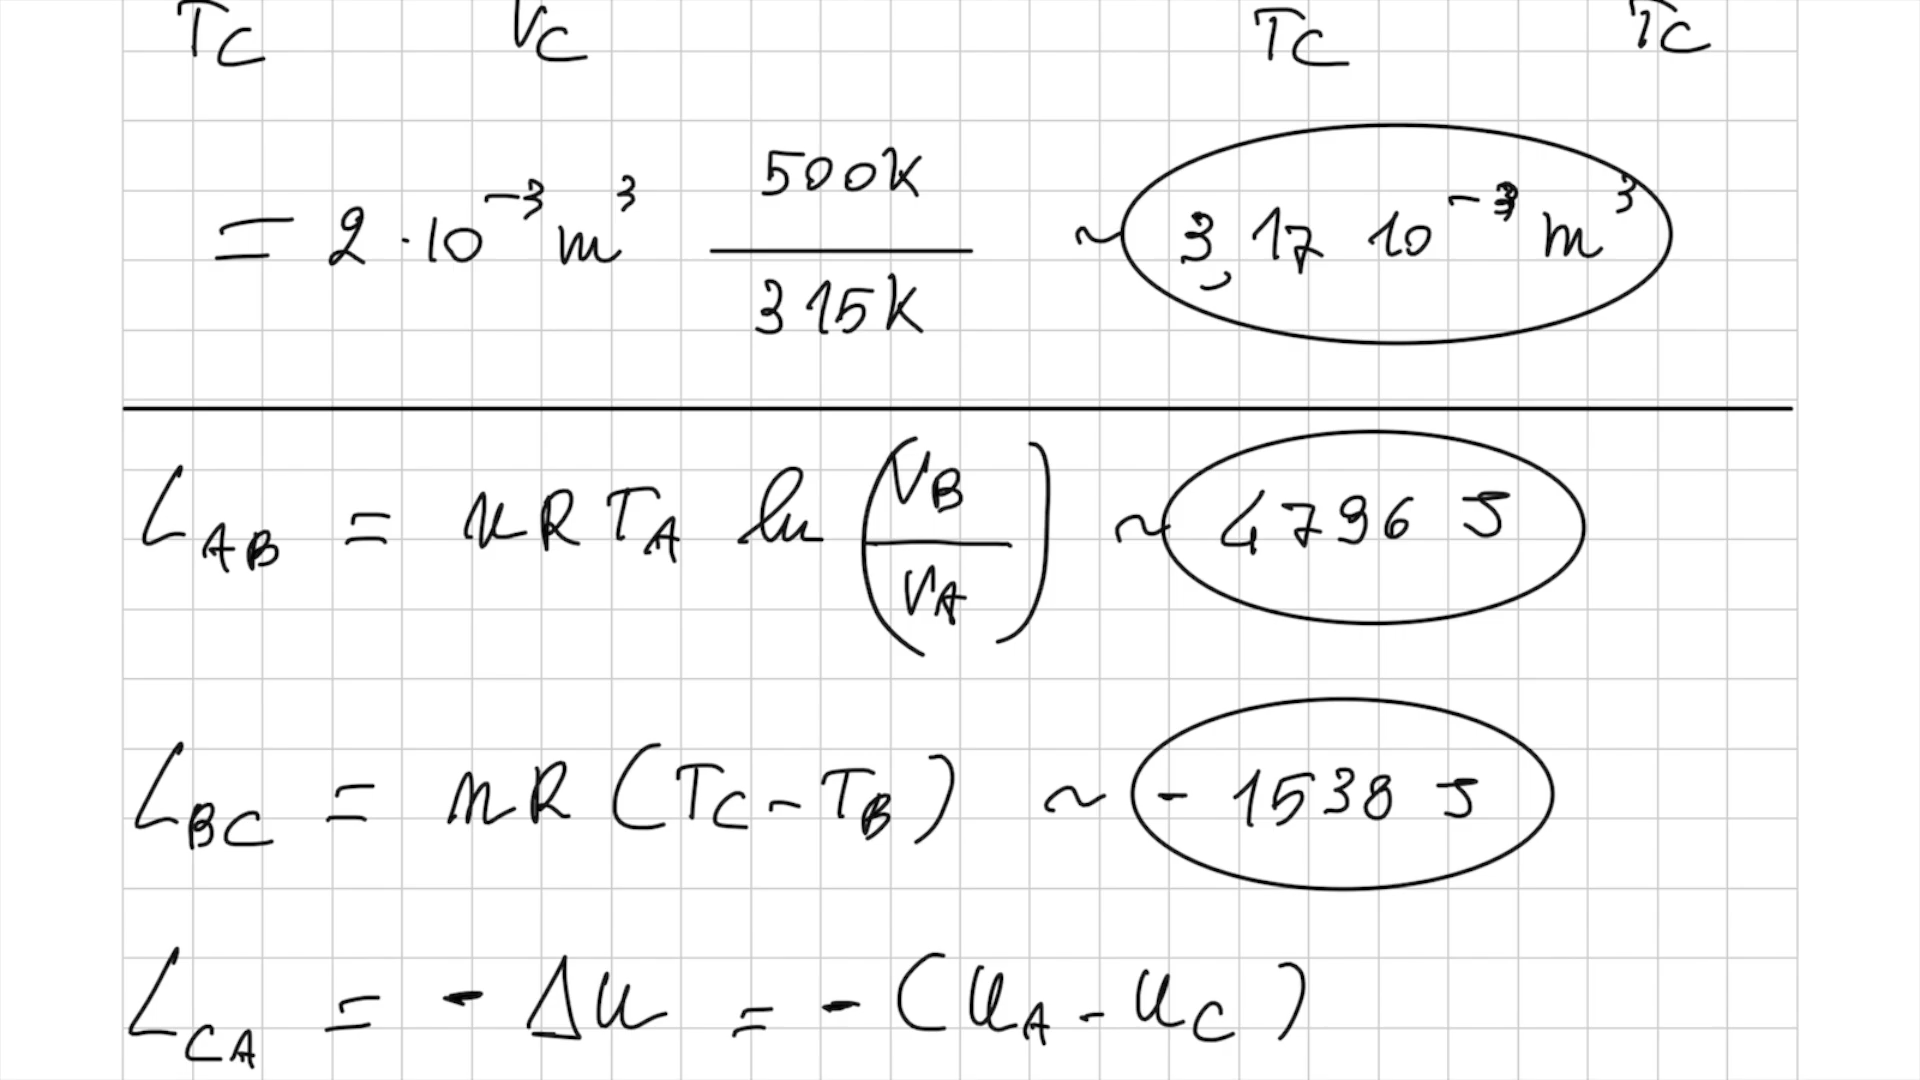 T_C V_C T_C T_C
= 2 · 10^-3 m^3 500K / 315K ~ 3,17 10^-3 m^3
L_AB = nRT_A ln (V_B / V_A) ~ 4796 J
L_BC = nR (T_C - T_B) ~ - 1538 J
L_CA = - ΔU = - (U_A - U_C)